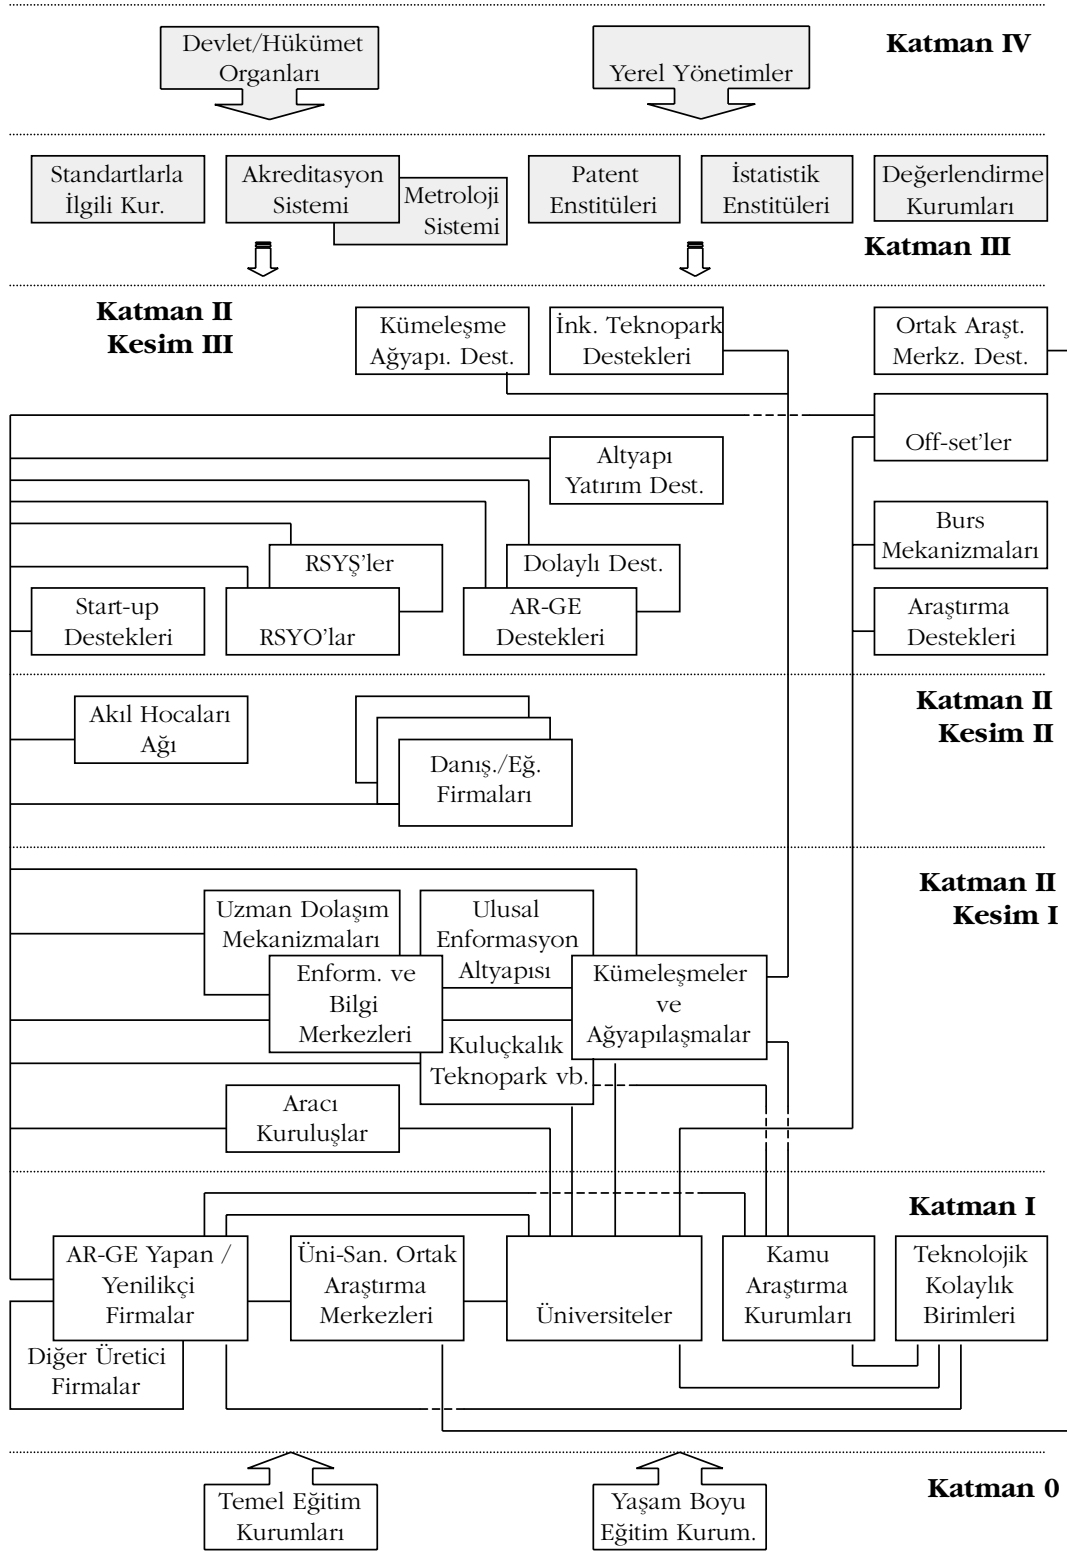 Devlet/Hükümet
Organları
Yerel Yönetimler
Katman IV
Standartlarla
İlgili Kur.
Akreditasyon
Sistemi
Metroloji
Sistemi
Patent
Enstitüleri
İstatistik
Enstitüleri
Değerlendirme
Kurumları
Katman III
Katman II
Kesim III
Kümeleşme
Ağyapı. Dest.
İnk. Teknopark
Destekleri
Ortak Araşt.
Merkz. Dest.
Off-set’ler
Altyapı
Yatırım Dest.
Burs
Mekanizmaları
RSYŞ’ler
Dolaylı Dest.
Start-up
Destekleri
RSYO’lar
AR-GE
Destekleri
Araştırma
Destekleri
Katman II
Kesim II
Akıl Hocaları
Ağı
Danış./Eğ.
Firmaları
Katman II
Kesim I
Uzman Dolaşım
Mekanizmaları
Ulusal
Enformasyon
Altyapısı
Enform. ve
Bilgi
Merkezleri
Kümeleşmeler
ve
Ağyapılaşmalar
Kuluçkalık
Teknopark vb.
Aracı
Kuruluşlar
Katman I
AR-GE Yapan /
Yenilikçi
Firmalar
Üni-San. Ortak
Araştırma
Merkezleri
Üniversiteler
Kamu
Araştırma
Kurumları
Teknolojik
Kolaylık
Birimleri
Diğer Üretici
Firmalar
Katman 0
Temel Eğitim
Kurumları
Yaşam Boyu
Eğitim Kurum.